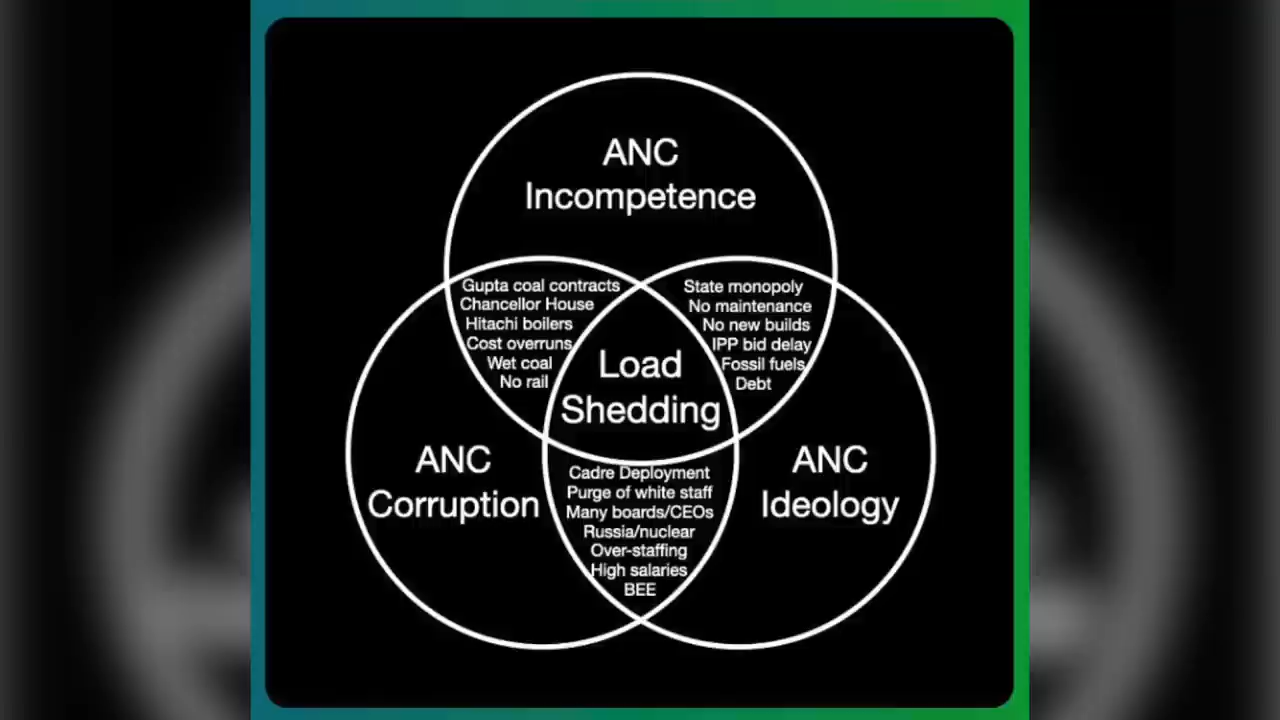 ANC
Incompetence
Gupta coal contracts
Chancellor House
Hitachi boilers
Cost overruns
Wet coal
No rail
State monopoly
No maintenance
No new builds
IPP bid delay
Fossil fuels
Debt
Load
Shedding
ANC
Corruption
ANC
Ideology
Cadre Deployment
Purge of white staff
Many boards/CEOs
Russia/nuclear
Over-staffing
High salaries
BEE